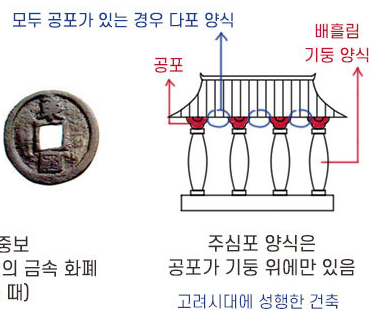 모두 공포가 있는 경우 다포 양식
배흘림
기둥 양식
공포
중보
의 금속 화폐
때)
주심포 양식은
공포가 기둥 위에만 있음
고려시대에 성행한 건축